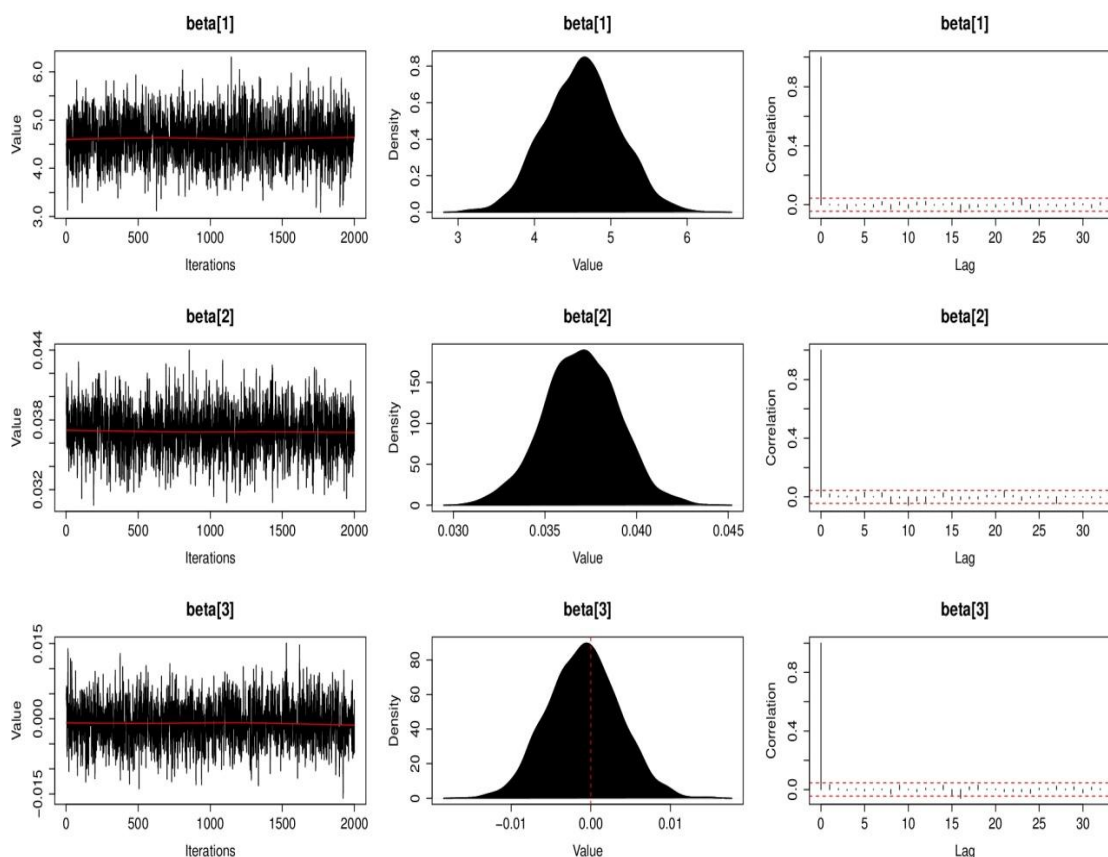 beta[1] beta[1] beta[1]
Value 3.0 4.0 5.0 6.0
0 500 1000 1500 2000
Iterations
Density 0.0 0.2 0.4 0.6 0.8
3 4 5 6
Value
Correlation 0.0 0.4 0.8
0 5 10 15 20 25 30
Lag
beta[2] beta[2] beta[2]
Value 0.032 0.038 0.044
0 500 1000 1500 2000
Iterations
Density 0 50 100 150
0.030 0.035 0.040 0.045
Value
Correlation 0.0 0.4 0.8
0 5 10 15 20 25 30
Lag
beta[3] beta[3] beta[3]
Value −0.015 0.000 0.015
0 500 1000 1500 2000
Iterations
Density 0 20 40 60 80
−0.01 0.00 0.01
Value
Correlation 0.0 0.4 0.8
0 5 10 15 20 25 30
Lag